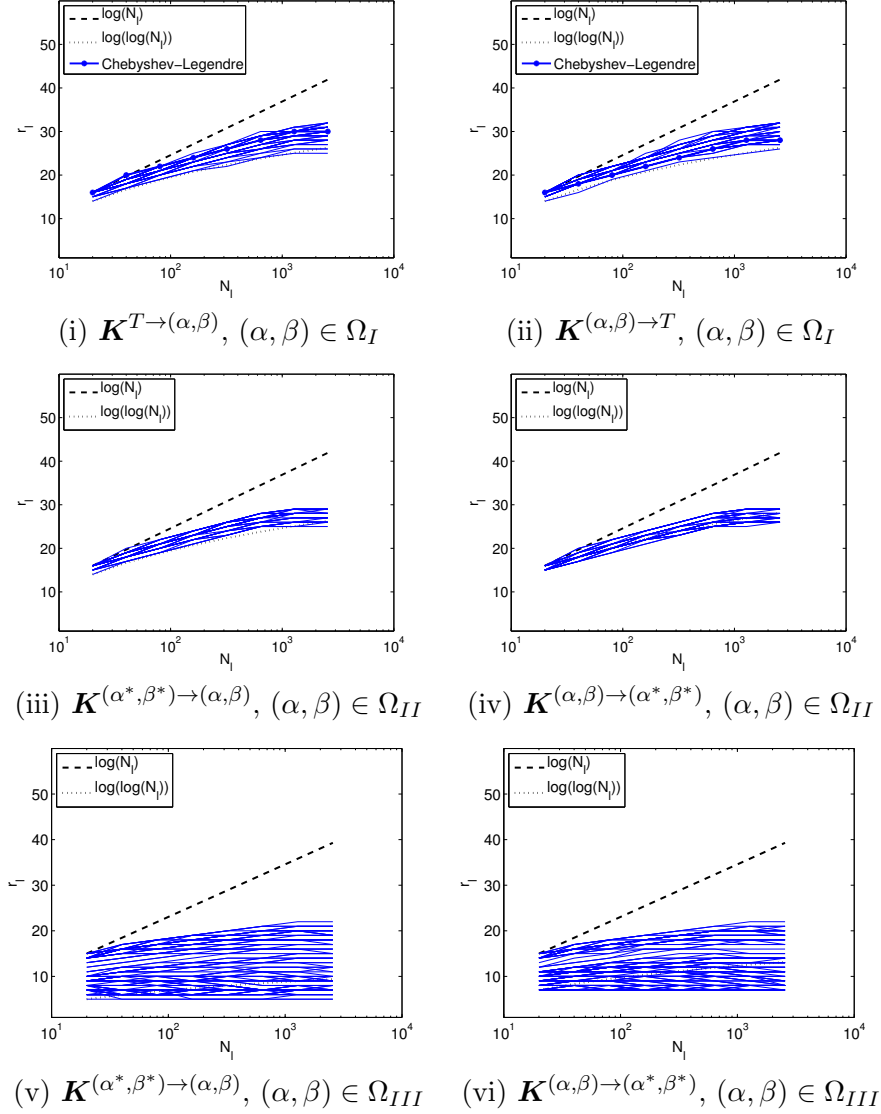 60
50
40
30
20
10
r_l
log(N_l)
log(log(N_l))
Chebyshev−Legendre
10^1
10^2
10^3
10^4
N_l
(i) K^{T→(α,β)}, (α, β) ∈ Ω_I
60
50
40
30
20
10
r_l
log(N_l)
log(log(N_l))
Chebyshev−Legendre
10^1
10^2
10^3
10^4
N_l
(ii) K^{(α,β)→T}, (α, β) ∈ Ω_I
60
50
40
30
20
10
r_l
log(N_l)
log(log(N_l))
10^1
10^2
10^3
10^4
N_l
(iii) K^{(α*,β*)→(α,β)}, (α, β) ∈ Ω_{II}
60
50
40
30
20
10
r_l
log(N_l)
log(log(N_l))
10^1
10^2
10^3
10^4
N_l
(iv) K^{(α,β)→(α*,β*)}, (α, β) ∈ Ω_{II}
50
40
30
20
10
r_l
log(N_l)
log(log(N_l))
10^1
10^2
10^3
10^4
N_l
(v) K^{(α*,β*)→(α,β)}, (α, β) ∈ Ω_{III}
50
40
30
20
10
r_l
log(N_l)
log(log(N_l))
10^1
10^2
10^3
10^4
N_l
(vi) K^{(α,β)→(α*,β*)}, (α, β) ∈ Ω_{III}